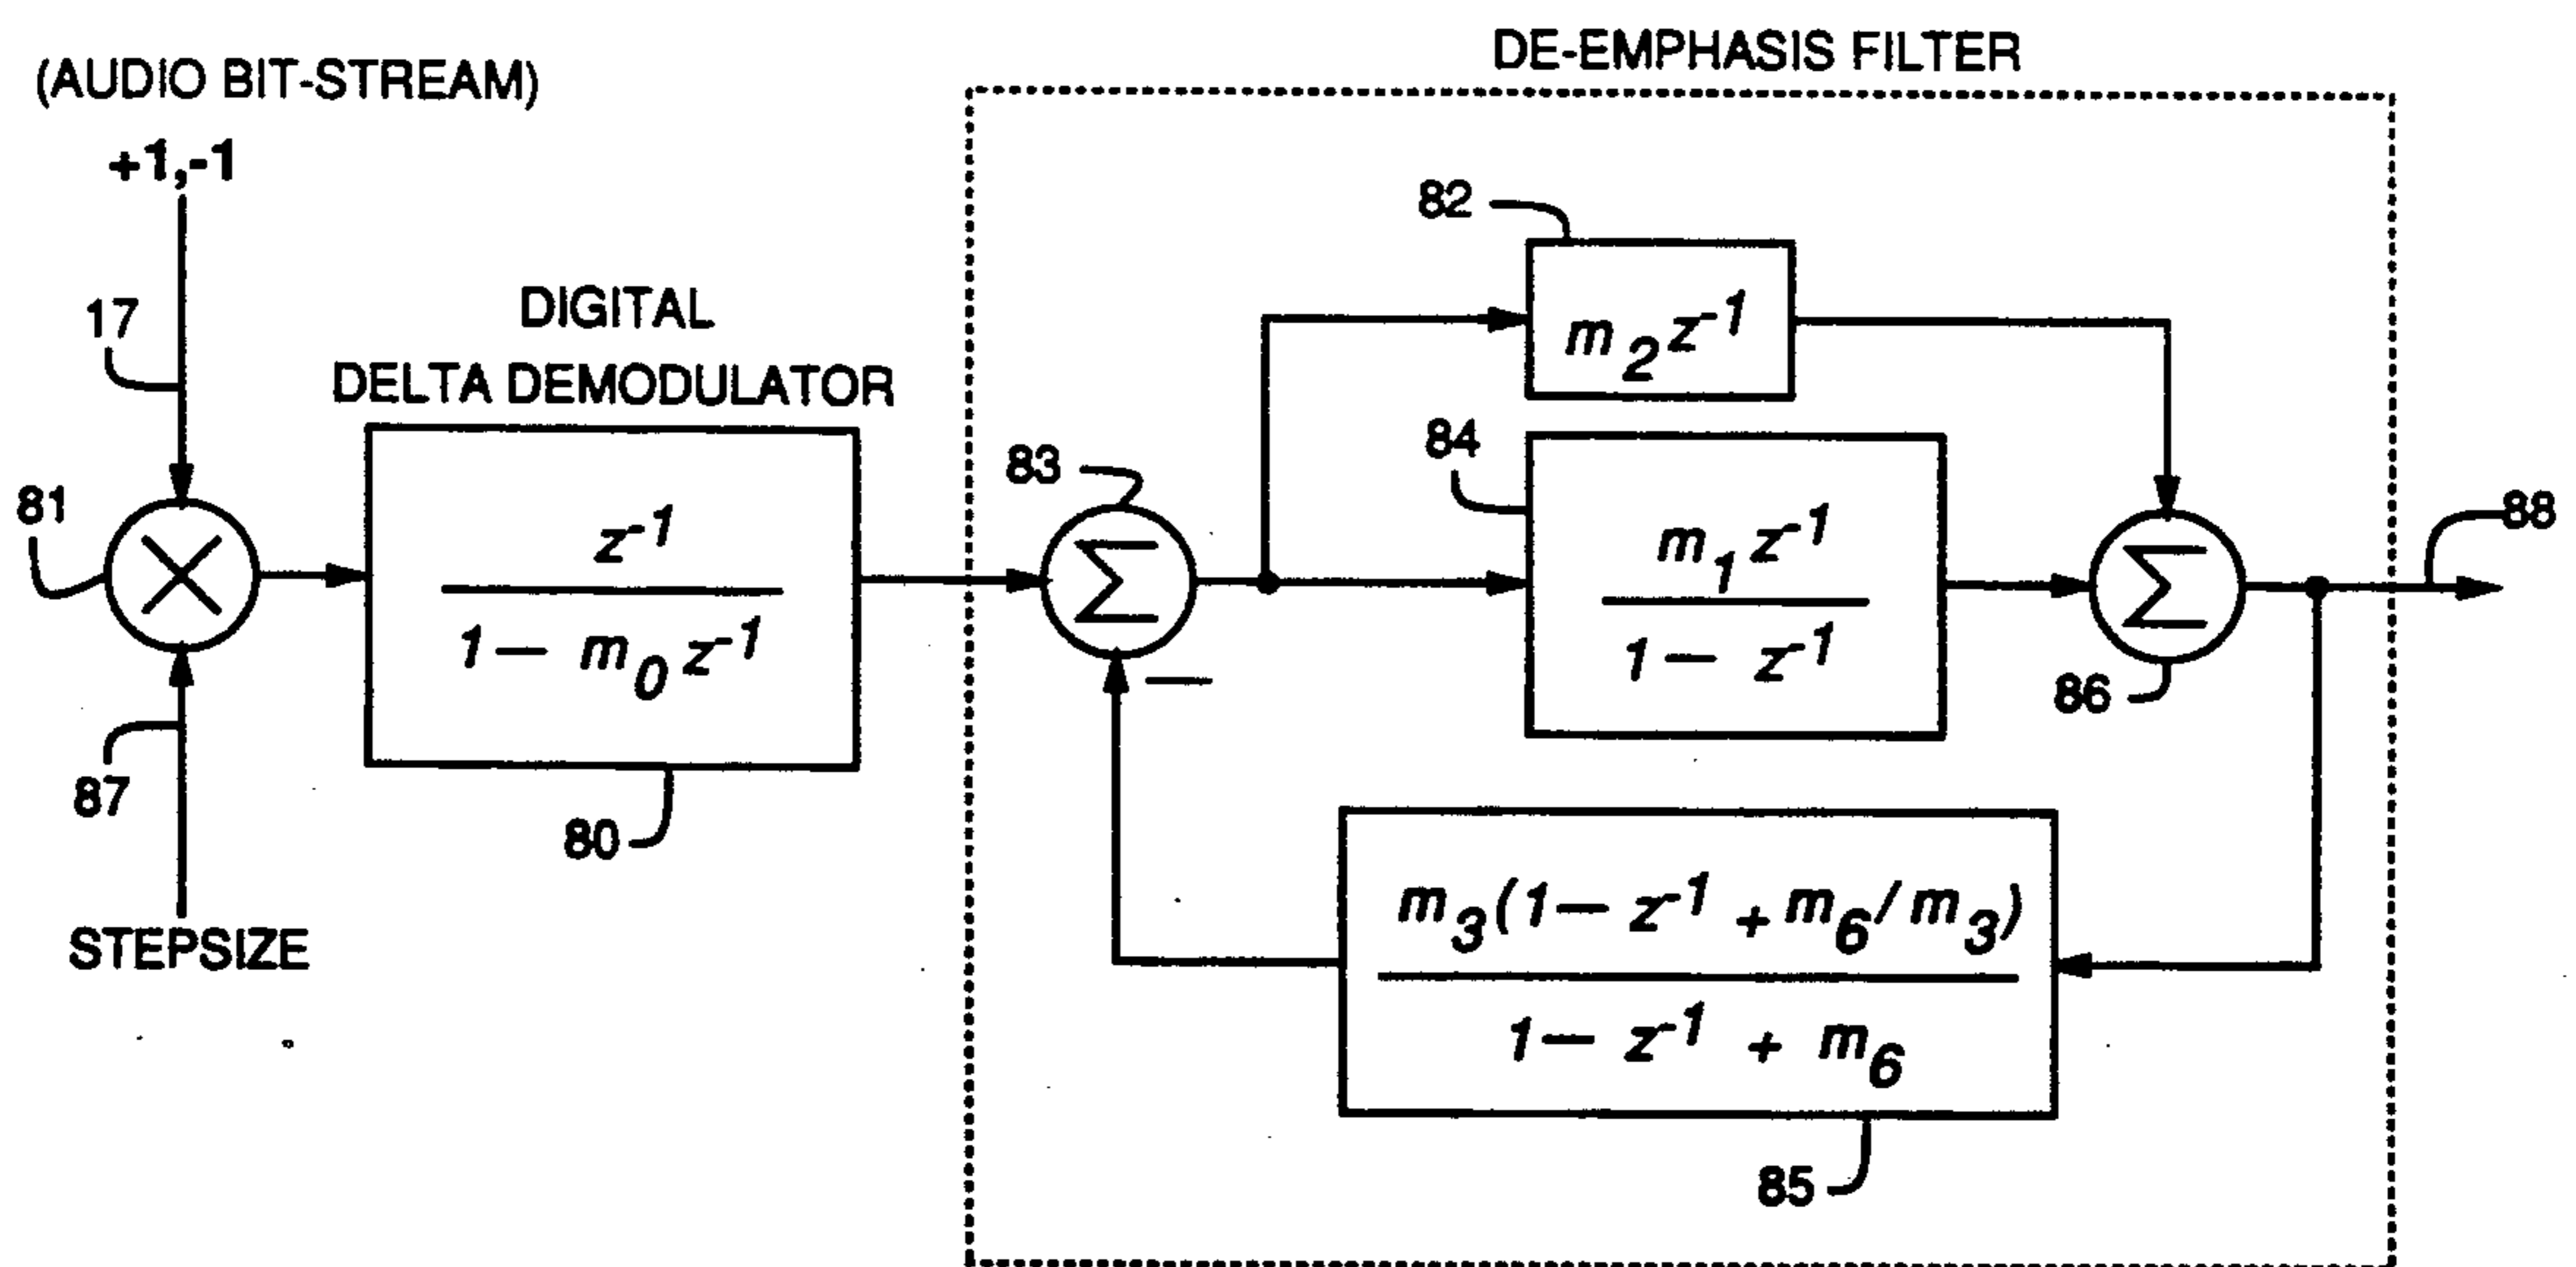 DE-EMPHASIS FILTER
(AUDIO BIT-STREAM)
+1,-1
82
17
DIGITAL
DELTA DEMODULATOR
m₂z⁻¹
84
83
81
88
z⁻¹
1 — m₀z⁻¹
m₁z⁻¹
1 — z⁻¹
Σ
Σ
86
—
87
80
STEPSIZE
m₃(1— z⁻¹ + m₆/m₃)
1— z⁻¹ + m₆
85